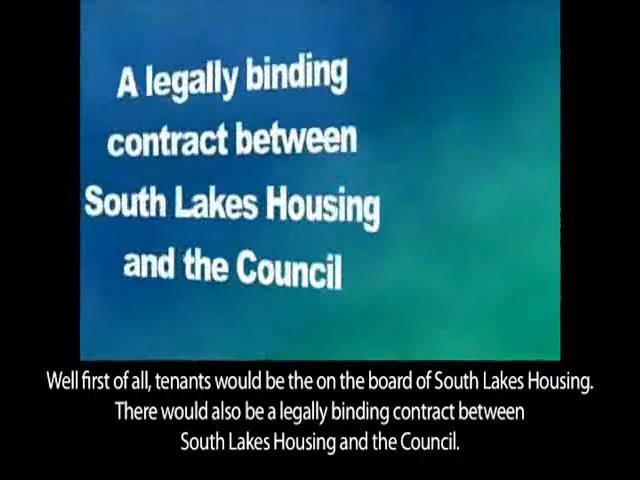 A legally binding
contract between
South Lakes Housing
and the Council
Well first of all, tenants would be the on the board of South Lakes Housing.
There would also be a legally binding contract between
South Lakes Housing and the Council.